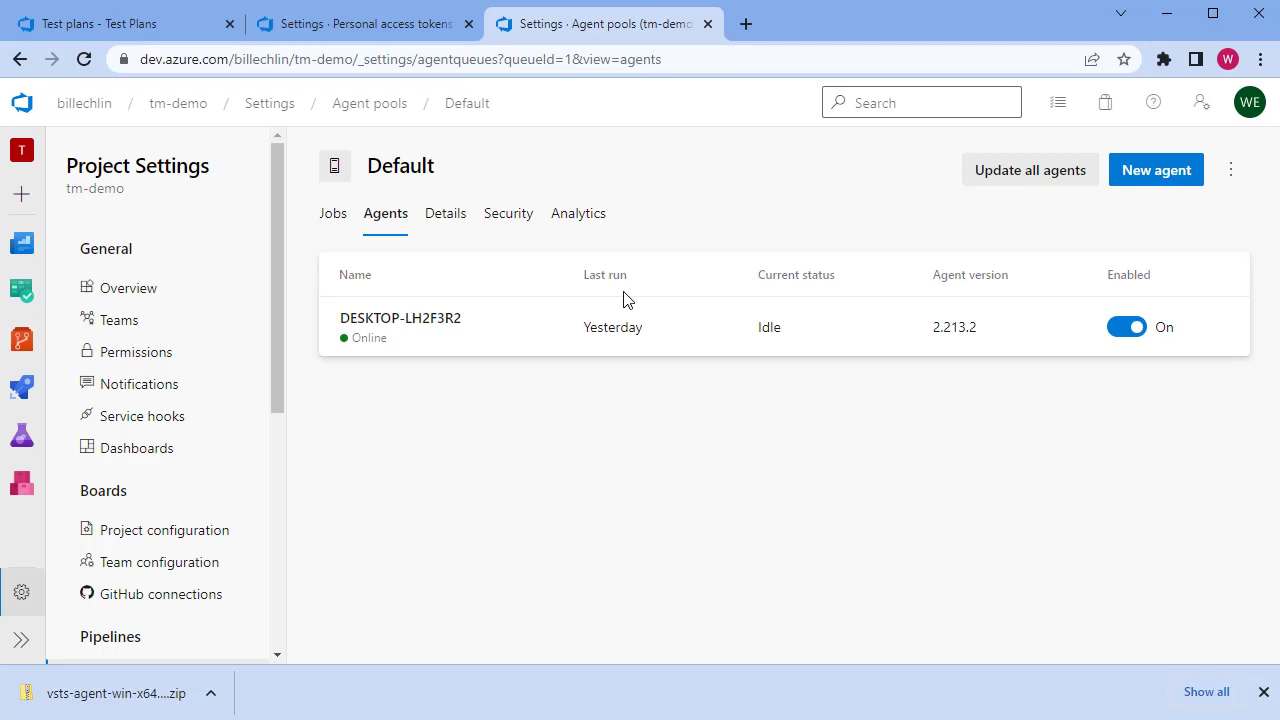 Test plans - Test Plans
Settings · Personal access tokens
Settings · Agent pools (tm-demo
dev.azure.com/billechlin/tm-demo/_settings/agentqueues?queueId=1&view=agents
W
billechlin / tm-demo / Settings / Agent pools / Default
Search
WE
T
Project Settings
tm-demo
General
Overview
Teams
Permissions
Notifications
Service hooks
Dashboards
Boards
Project configuration
Team configuration
GitHub connections
Pipelines
Default
Update all agents
New agent
Jobs Agents Details Security Analytics
Name Last run Current status Agent version Enabled
DESKTOP-LH2F3R2 Yesterday Idle 2.213.2 On
Online
vsts-agent-win-x64....zip
Show all